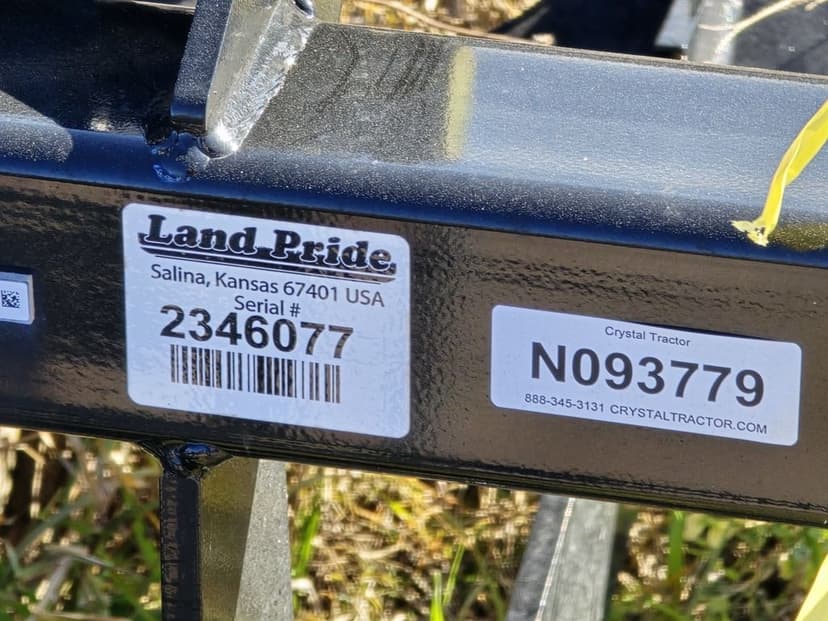 Land Pride
Salina, Kansas 67401 USA
Serial #
2346077
Crystal Tractor
N093779
888-345-3131 CRYSTALTRACTOR.COM